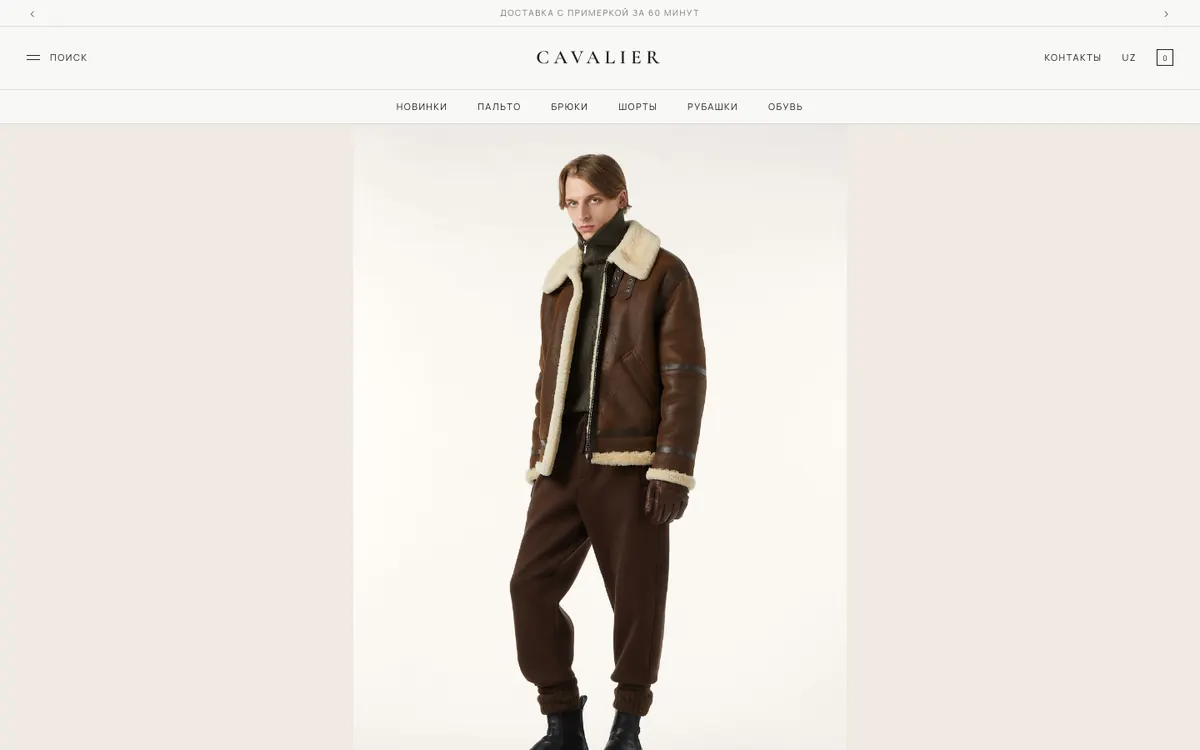 ДОСТАВКА С ПРИМЕРКОЙ ЗА 60 МИНУТ
ПОИСК
CAVALIER
КОНТАКТЫ
UZ
0
НОВИНКИ
ПАЛЬТО
БРЮКИ
ШОРТЫ
РУБАШКИ
ОБУВЬ